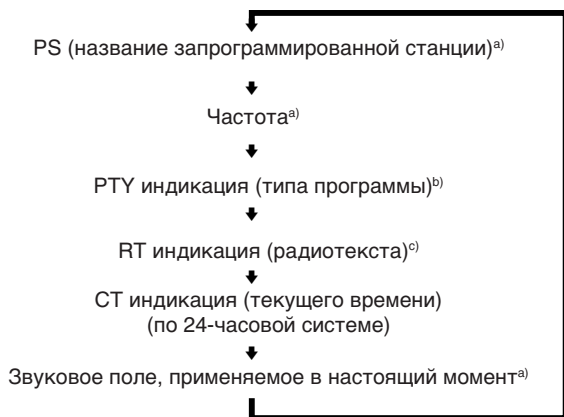 PS (название запрограммированной станции)a)
Частотаa)
PTY индикация (типа программы)b)
RT индикация (радиотекста)c)
CT индикация (текущего времени)
(по 24-часовой системе)
Звуковое поле, применяемое в настоящий моментa)